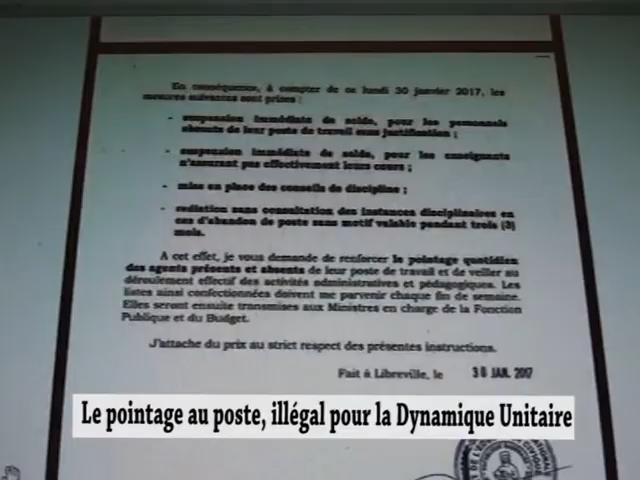 En conséquence, à compter de ce lundi 30 janvier 2017, les
mesures suivantes sont prises :
- suspension immédiate de solde, pour les personnels
absents de leur poste de travail sans justification ;
- suspension immédiate de solde, pour les enseignants
n'assurant pas effectivement leurs cours ;
- mise en place des conseils de discipline ;
- radiation sans consultation des instances disciplinaires en
cas d'abandon de poste sans motif valable pendant trois (3)
mois.
A cet effet, je vous demande de renforcer le pointage quotidien
des agents présents et absents de leur poste de travail et de veiller au
déroulement effectif des activités administratives et pédagogiques. Les
listes ainsi confectionnées doivent me parvenir chaque fin de semaine.
Elles seront ensuite transmises aux Ministres en charge de la Fonction
Publique et du Budget.
J'attache du prix au strict respect des présentes instructions.
Fait à Libreville, le 30 JAN. 2017
Le pointage au poste, illégal pour la Dynamique Unitaire